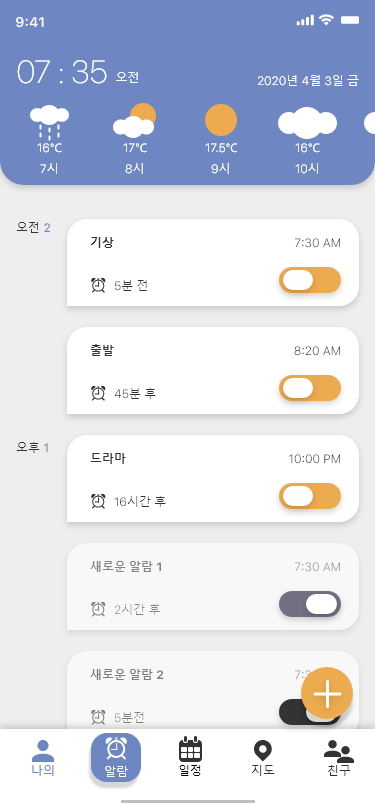 9:41
07 : 35 오전
2020년 4월 3일 금
16℃ 17℃ 17.5℃ 16℃
7시 8시 9시 10시
오전 2
기상 7:30 AM
5분 전
출발 8:20 AM
45분 후
오후 1
드라마 10:00 PM
16시간 후
새로운 알람 1 7:30 AM
2시간 후
새로운 알람 2
5분전
나의 알람 일정 지도 친구